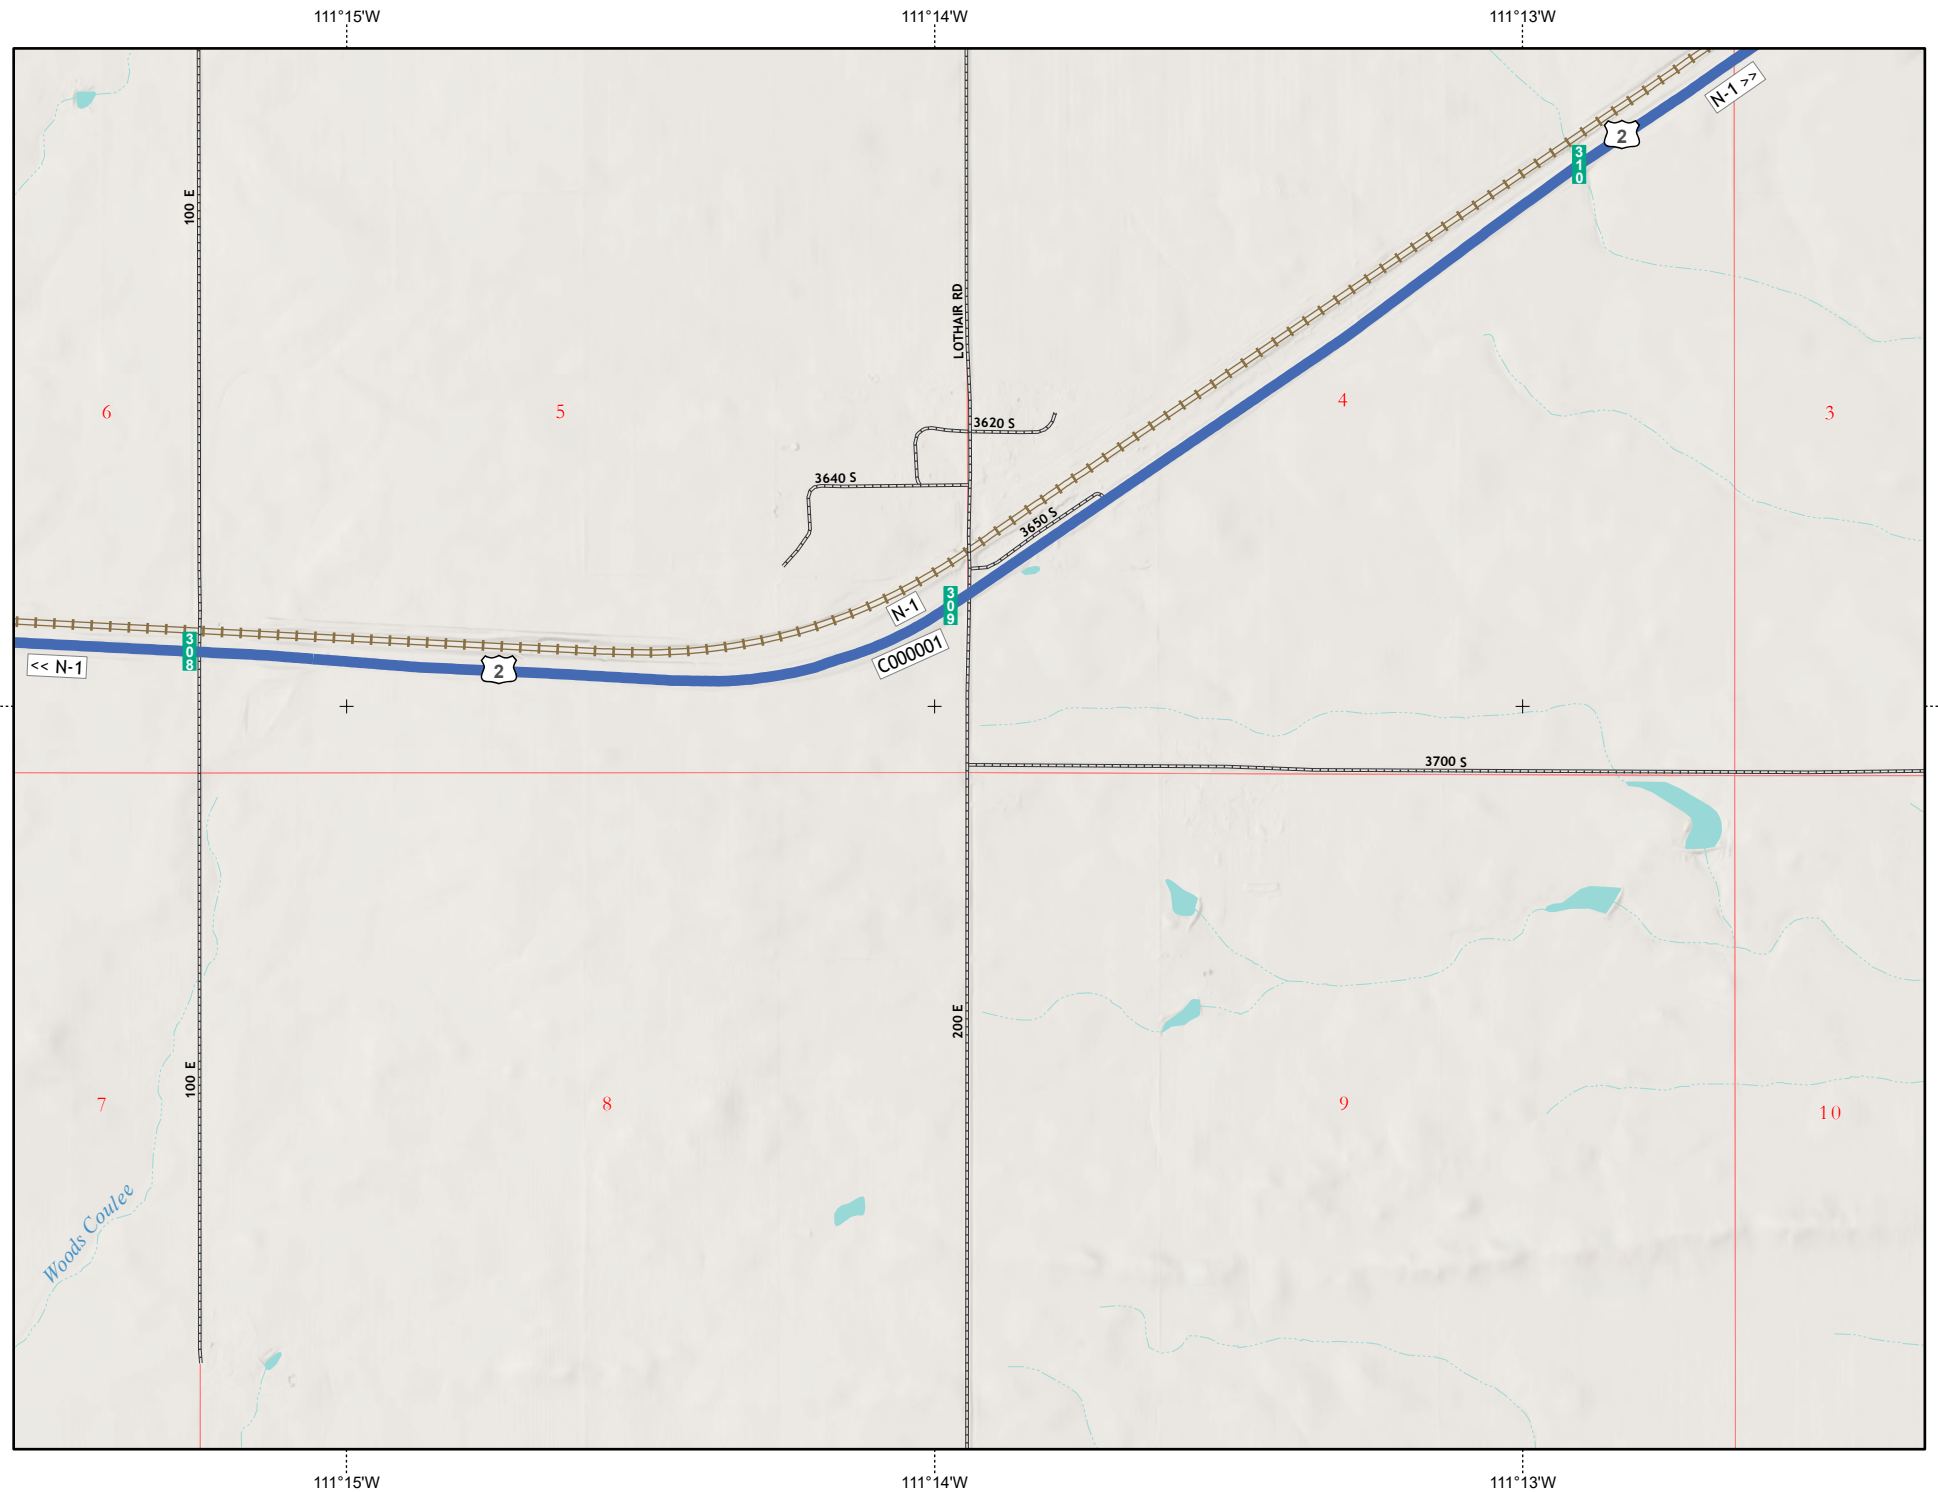 111°15'W
111°14'W
111°13'W
N-1 >>
2
310
100 E
LOTHAIR RD
6
5
4
3
3620 S
3640 S
3650 S
309
N-1
308
<< N-1
2
C000001
3700 S
200 E
100 E
7
8
9
10
Woods Coulee
111°15'W
111°14'W
111°13'W